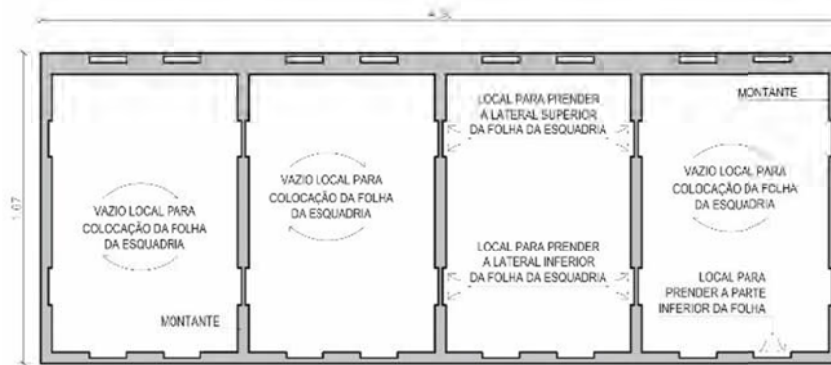 1.67
VAZIO LOCAL PARA
COLOCAÇÃO DA FOLHA
DA ESQUADRIA
MONTANTE
VAZIO LOCAL PARA
COLOCAÇÃO DA FOLHA
DA ESQUADRIA
LOCAL PARA PRENDER
A LATERAL SUPERIOR
DA FOLHA DA ESQUADRIA
LOCAL PARA PRENDER
A LATERAL INFERIOR
DA FOLHA DA ESQUADRIA
MONTANTE
VAZIO LOCAL PARA
COLOCAÇÃO DA FOLHA
DA ESQUADRIA
LOCAL PARA
PRENDER A PARTE
INFERIOR DA FOLHA